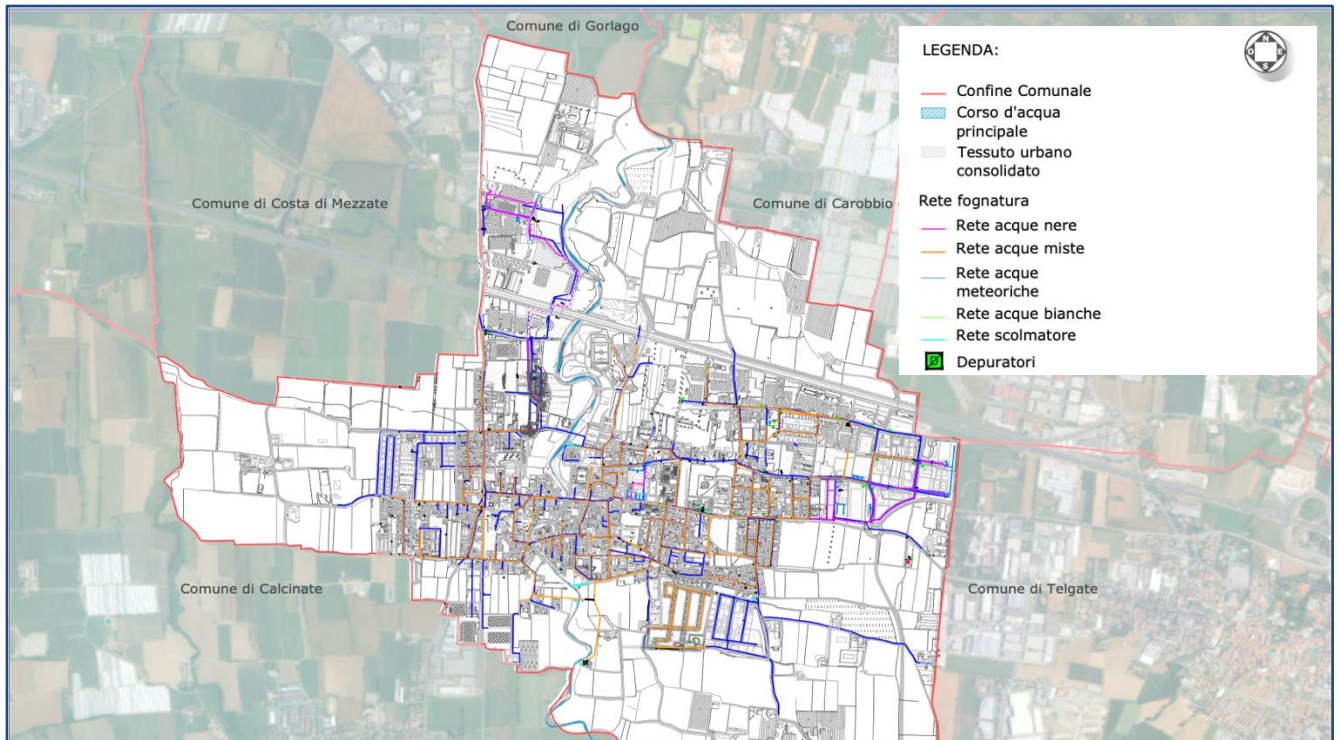 Comune di Gorlago
Comune di Costa di Mezzate
Comune di Carobbio
Comune di Calcinate
Comune di Telgate
LEGENDA:
N
E
S
O
Confine Comunale
Corso d'acqua
principale
Tessuto urbano
consolidato
Rete fognatura
Rete acque nere
Rete acque miste
Rete acque
meteoriche
Rete acque bianche
Rete scolmatore
Depuratori